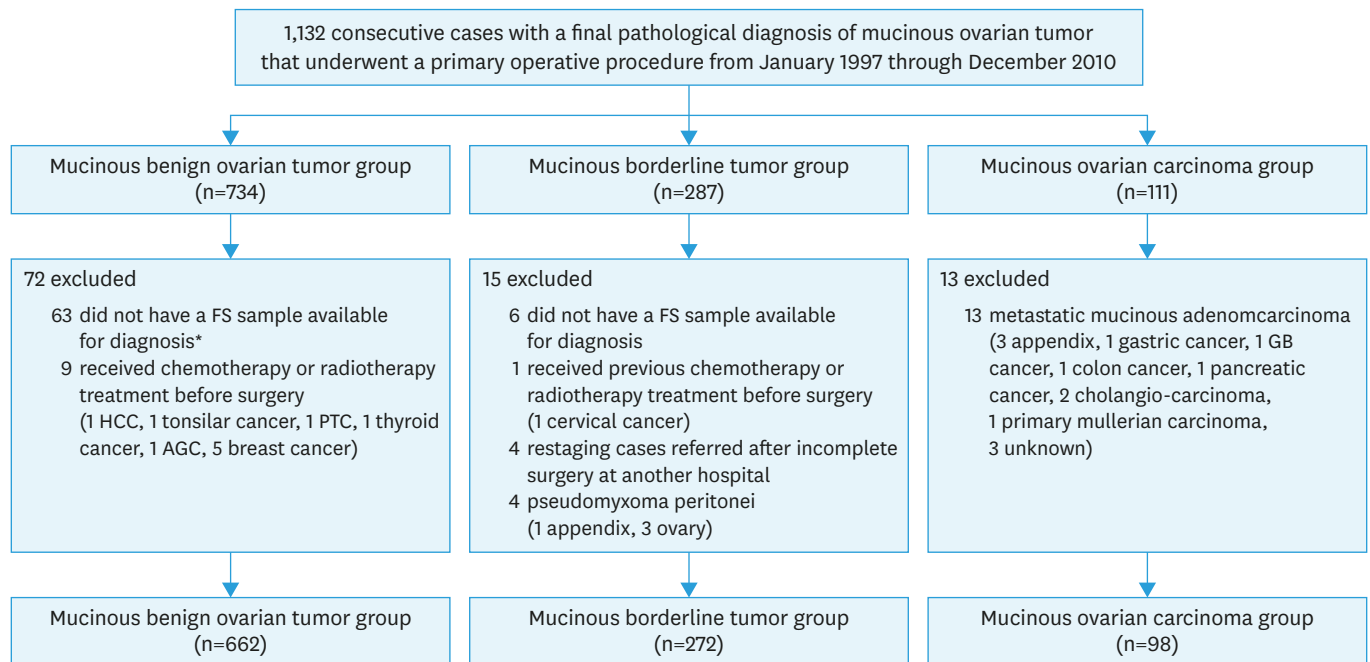 1,132 consecutive cases with a final pathological diagnosis of mucinous ovarian tumor
that underwent a primary operative procedure from January 1997 through December 2010
Mucinous benign ovarian tumor group
(n=734)
Mucinous borderline tumor group
(n=287)
Mucinous ovarian carcinoma group
(n=111)
72 excluded
63 did not have a FS sample available
for diagnosis*
9 received chemotherapy or radiotherapy
treatment before surgery
(1 HCC, 1 tonsilar cancer, 1 PTC, 1 thyroid
cancer, 1 AGC, 5 breast cancer)
15 excluded
6 did not have a FS sample available
for diagnosis
1 received previous chemotherapy or
radiotherapy treatment before surgery
(1 cervical cancer)
4 restaging cases referred after incomplete
surgery at another hospital
4 pseudomyxoma peritonei
(1 appendix, 3 ovary)
13 excluded
13 metastatic mucinous adenomcarcinoma
(3 appendix, 1 gastric cancer, 1 GB
cancer, 1 colon cancer, 1 pancreatic
cancer, 2 cholangio-carcinoma,
1 primary mullerian carcinoma,
3 unknown)
Mucinous benign ovarian tumor group
(n=662)
Mucinous borderline tumor group
(n=272)
Mucinous ovarian carcinoma group
(n=98)